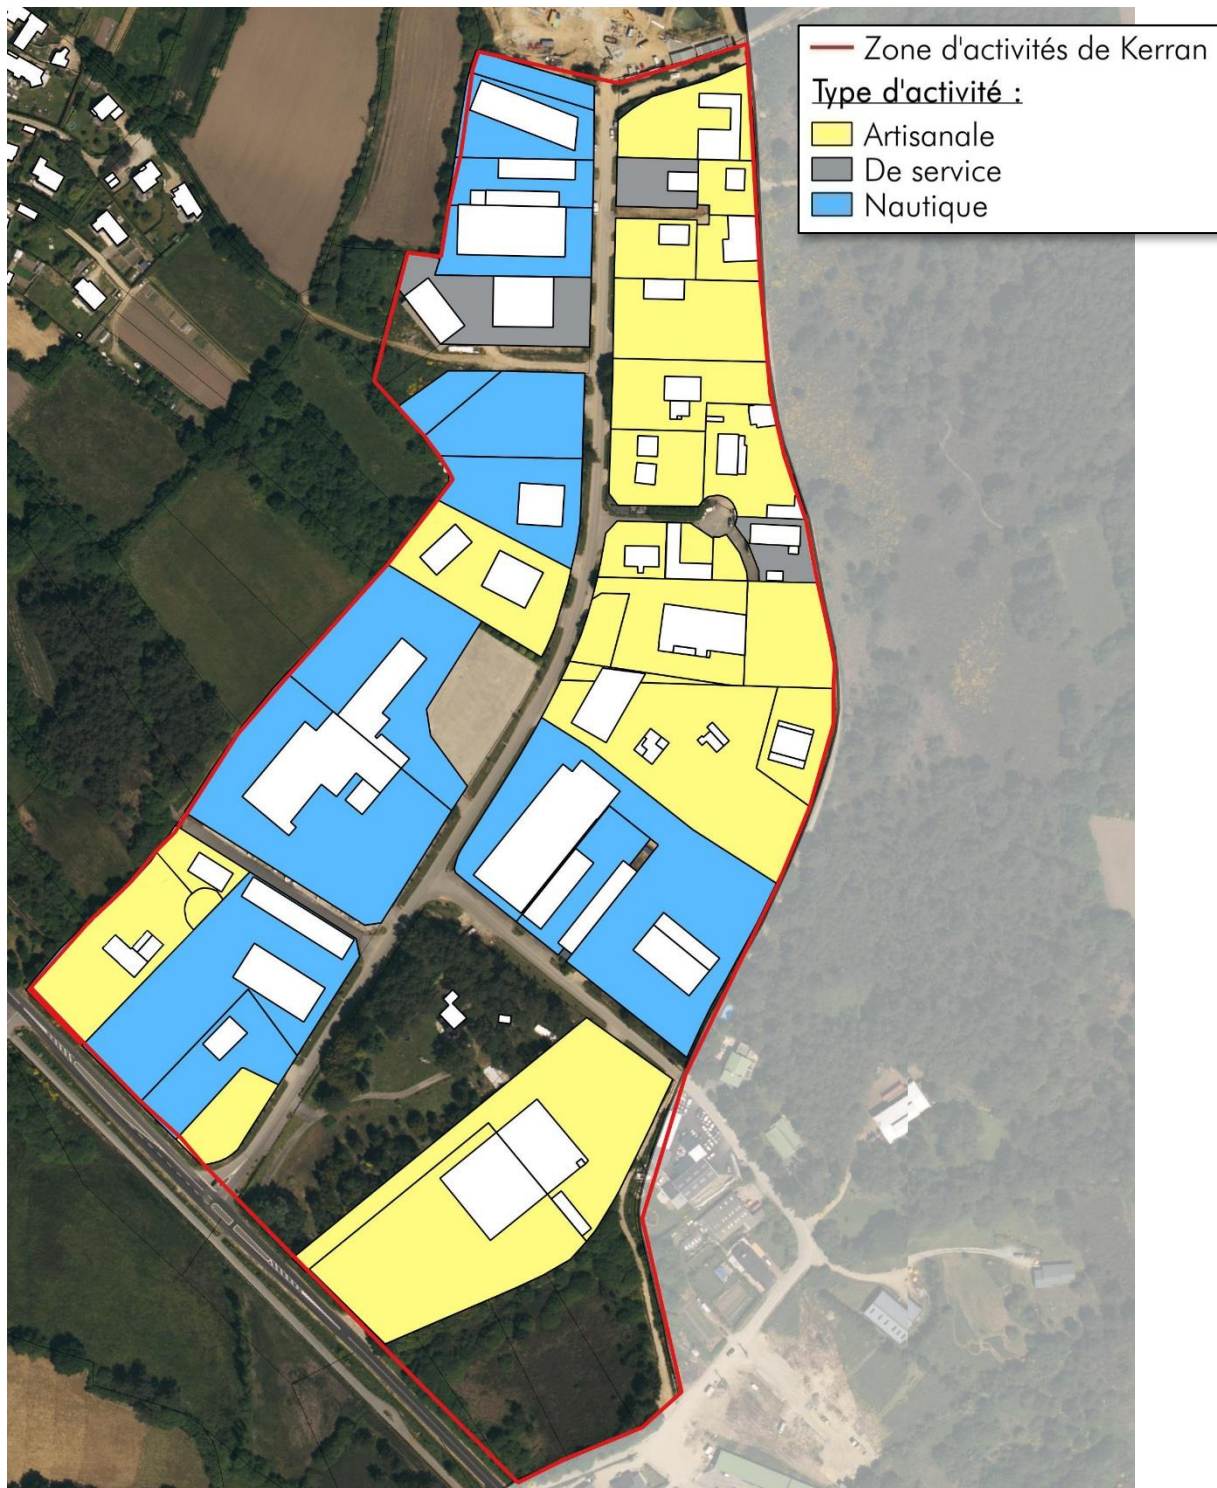 Zone d'activités de Kerran
Type d'activité :
Artisanale
De service
Nautique